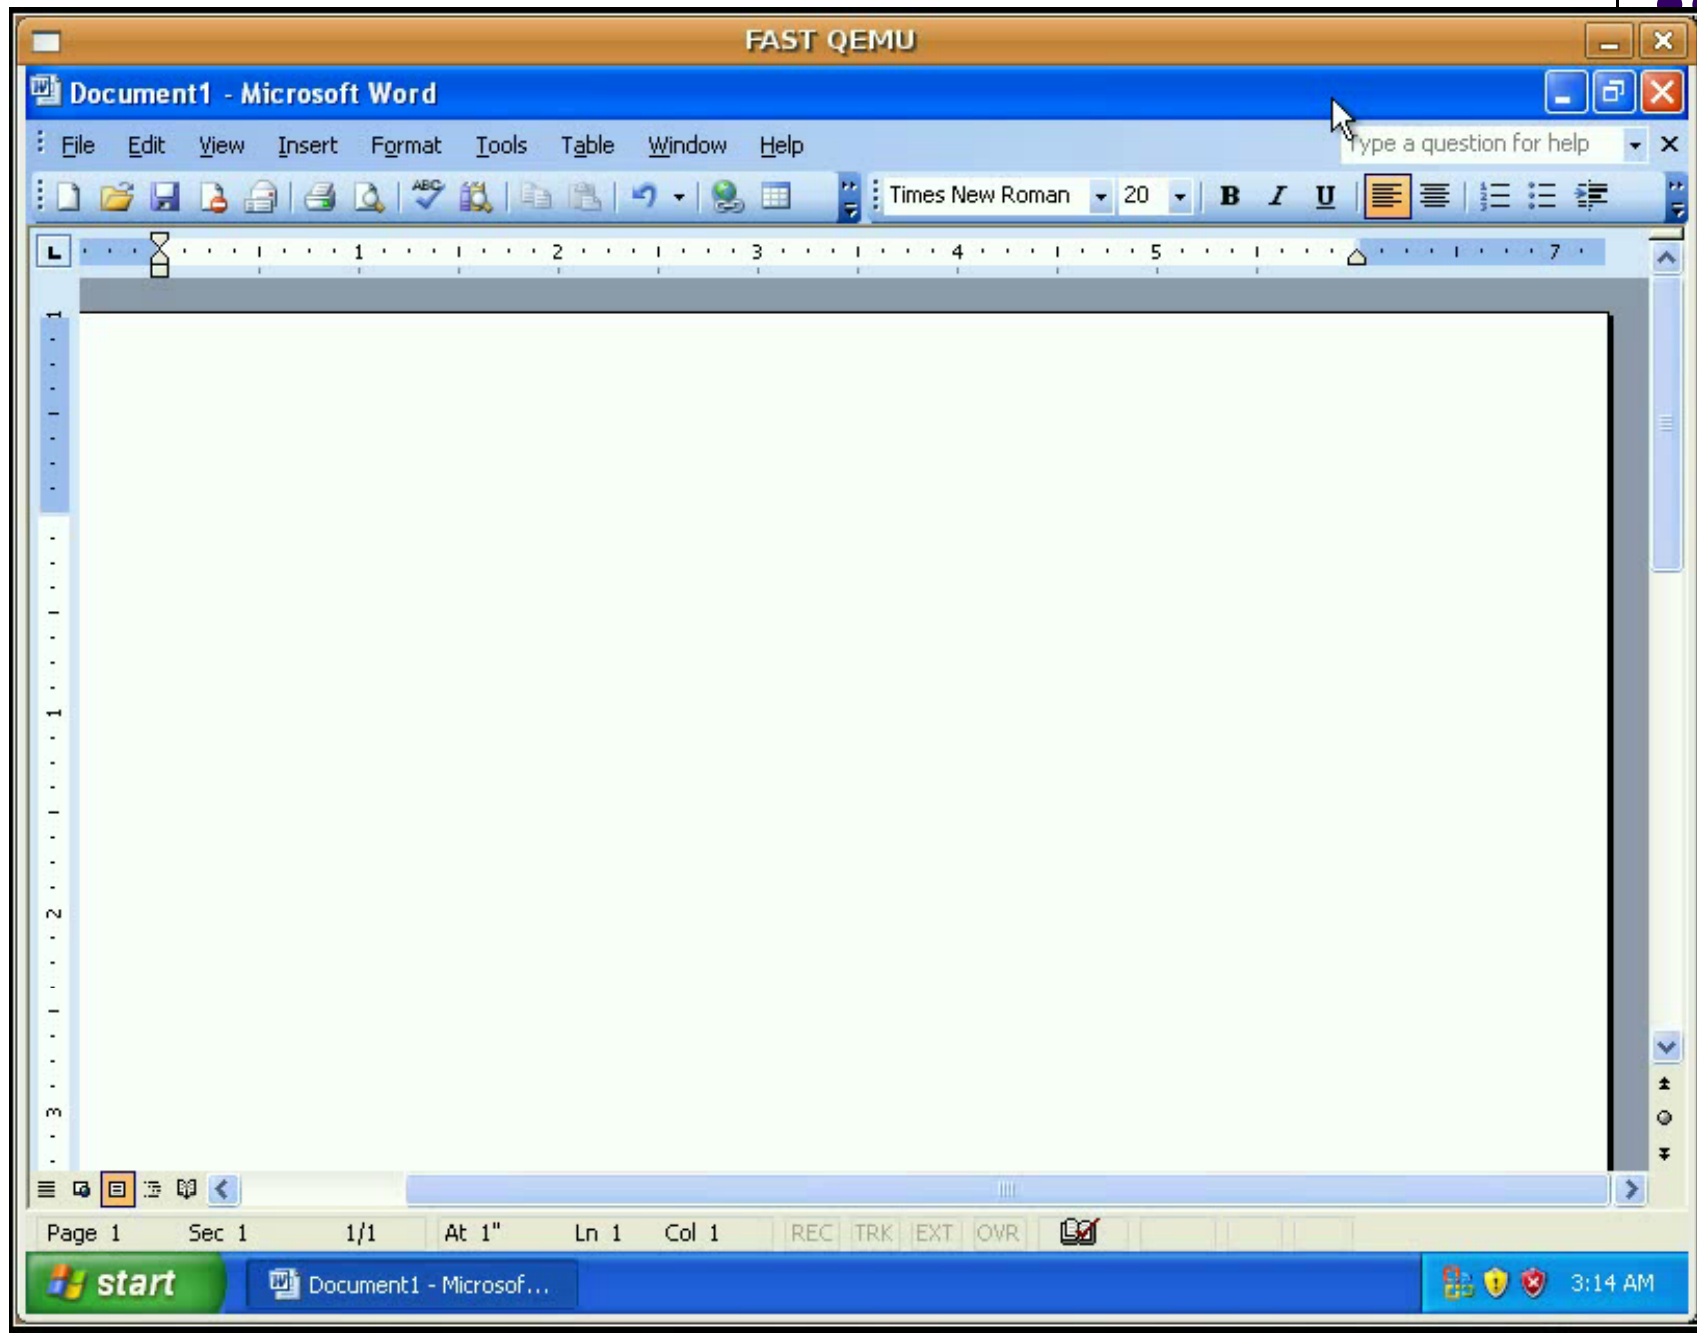 FAST QEMU
Document1 - Microsoft Word
File Edit View Insert Format Tools Table Window Help Type a question for help
ABC Times New Roman 20 B I U
L 1 2 3 4 5 7
1
1
2
3
Page 1 Sec 1 1/1 At 1" Ln 1 Col 1 REC TRK EXT OVR
start Document1 - Microsof... 3:14 AM